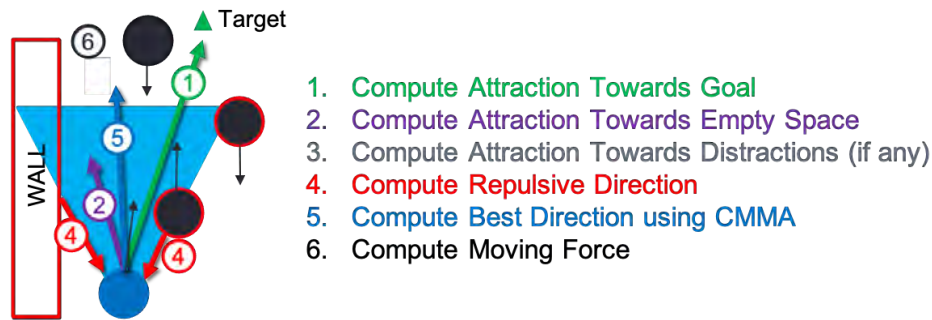 Target
6
1
5
2
4
4
WALL
1. Compute Attraction Towards Goal
2. Compute Attraction Towards Empty Space
3. Compute Attraction Towards Distractions (if any)
4. Compute Repulsive Direction
5. Compute Best Direction using CMMA
6. Compute Moving Force